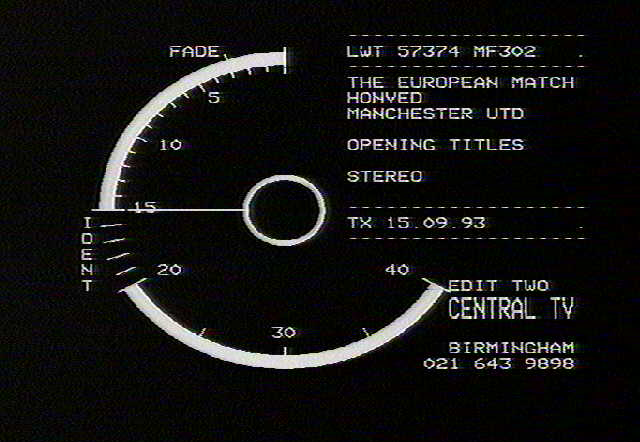 FADE
5
10
15
IDENT
20
30
40
LWT 57374 MF302 .
THE EUROPEAN MATCH
HONVED
MANCHESTER UTD
OPENING TITLES
STEREO
TX 15.09.93 .
EDIT TWO
CENTRAL TV
BIRMINGHAM
021 643 9898